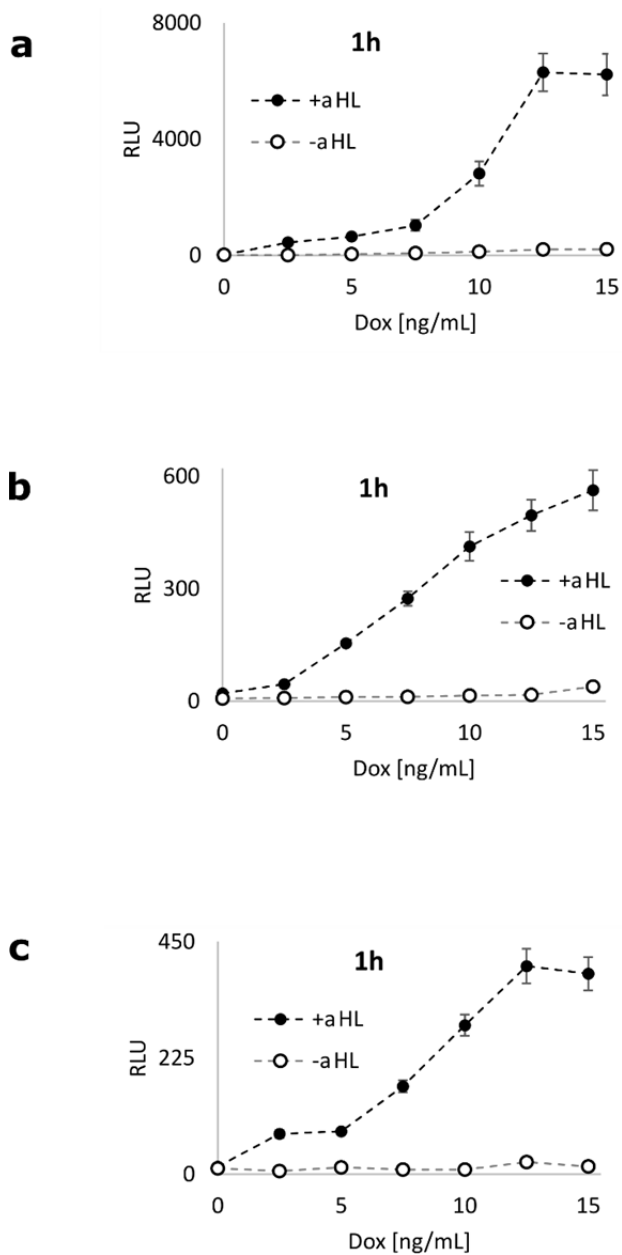 a
8000
1h
+aHL
-aHL
4000
RLU
0
0 5 10 15
Dox [ng/mL]
b
600
1h
RLU
300
+aHL
-aHL
0
0 5 10 15
Dox [ng/mL]
c
450
1h
+aHL
-aHL
225
RLU
0
0 5 10 15
Dox [ng/mL]